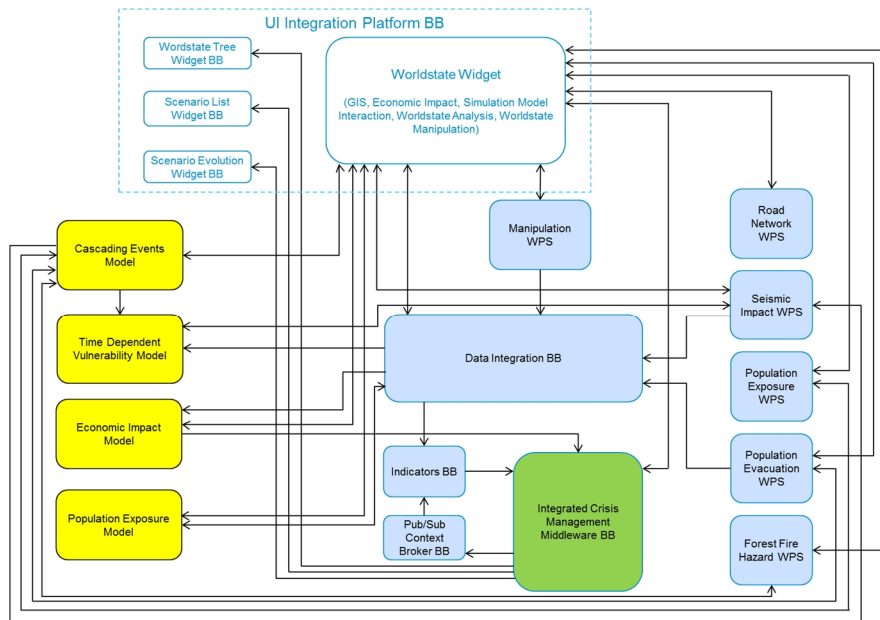 UI Integration Platform BB
Wordstate Tree
Widget BB
Scenario List
Widget BB
Scenario Evolution
Widget BB
Worldstate Widget
(GIS, Economic Impact, Simulation Model
Interaction, Worldstate Analysis, Worldstate
Manipulation)
Cascading Events
Model
Time Dependent
Vulnerability Model
Economic Impact
Model
Population Exposure
Model
Manipulation
WPS
Data Integration BB
Indicators BB
Pub/Sub
Context
Broker BB
Integrated Crisis
Management
Middleware BB
Road
Network
WPS
Seismic
Impact WPS
Population
Exposure
WPS
Population
Evacuation
WPS
Forest Fire
Hazard WPS